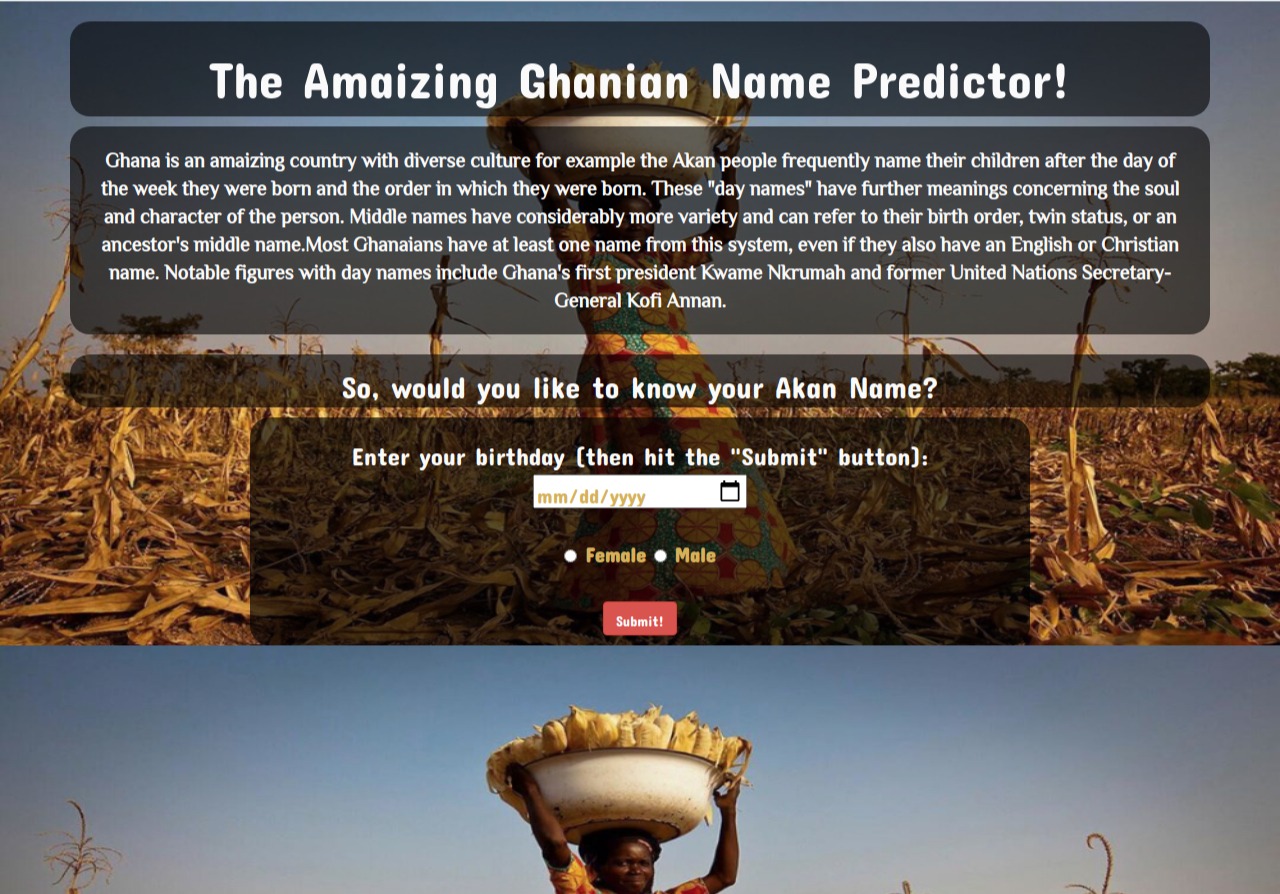 The Amaizing Ghanian Name Predictor!
Ghana is an amaizing country with diverse culture for example the Akan people frequently name their children after the day of
the week they were born and the order in which they were born. These "day names" have further meanings concerning the soul
and character of the person. Middle names have considerably more variety and can refer to their birth order, twin status, or an
ancestor's middle name.Most Ghanaians have at least one name from this system, even if they also have an English or Christian
name. Notable figures with day names include Ghana's first president Kwame Nkrumah and former United Nations Secretary-
General Kofi Annan.
So, would you like to know your Akan Name?
Enter your birthday (then hit the "Submit" button):
mm/dd/yyyy
Female Male
Submit!